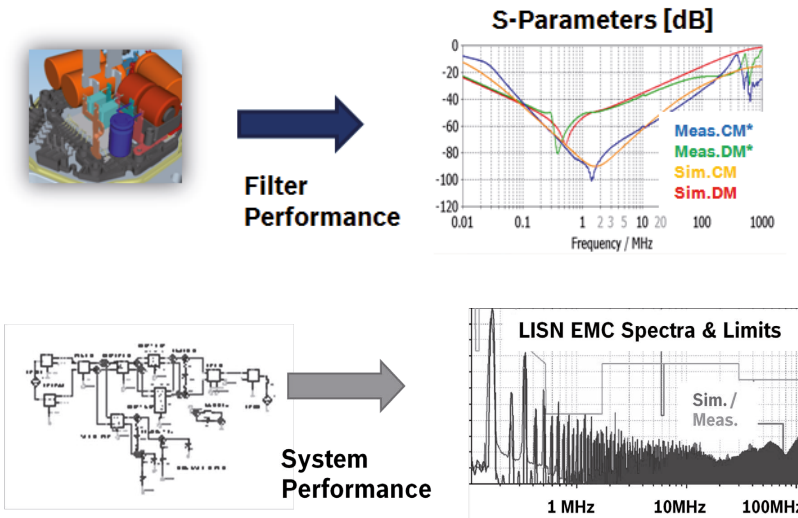 S-Parameters [dB]
0
-20
-40
-60
-80
-100
-120
Meas.CM*
Meas.DM*
Sim.CM
Sim.DM
0.01 0.1 1 2 3 5 10 20 100 1000
Frequency / MHz
Filter
Performance
LISN EMC Spectra & Limits
Sim. /
Meas.
System
Performance
1 MHz 10MHz 100MHz